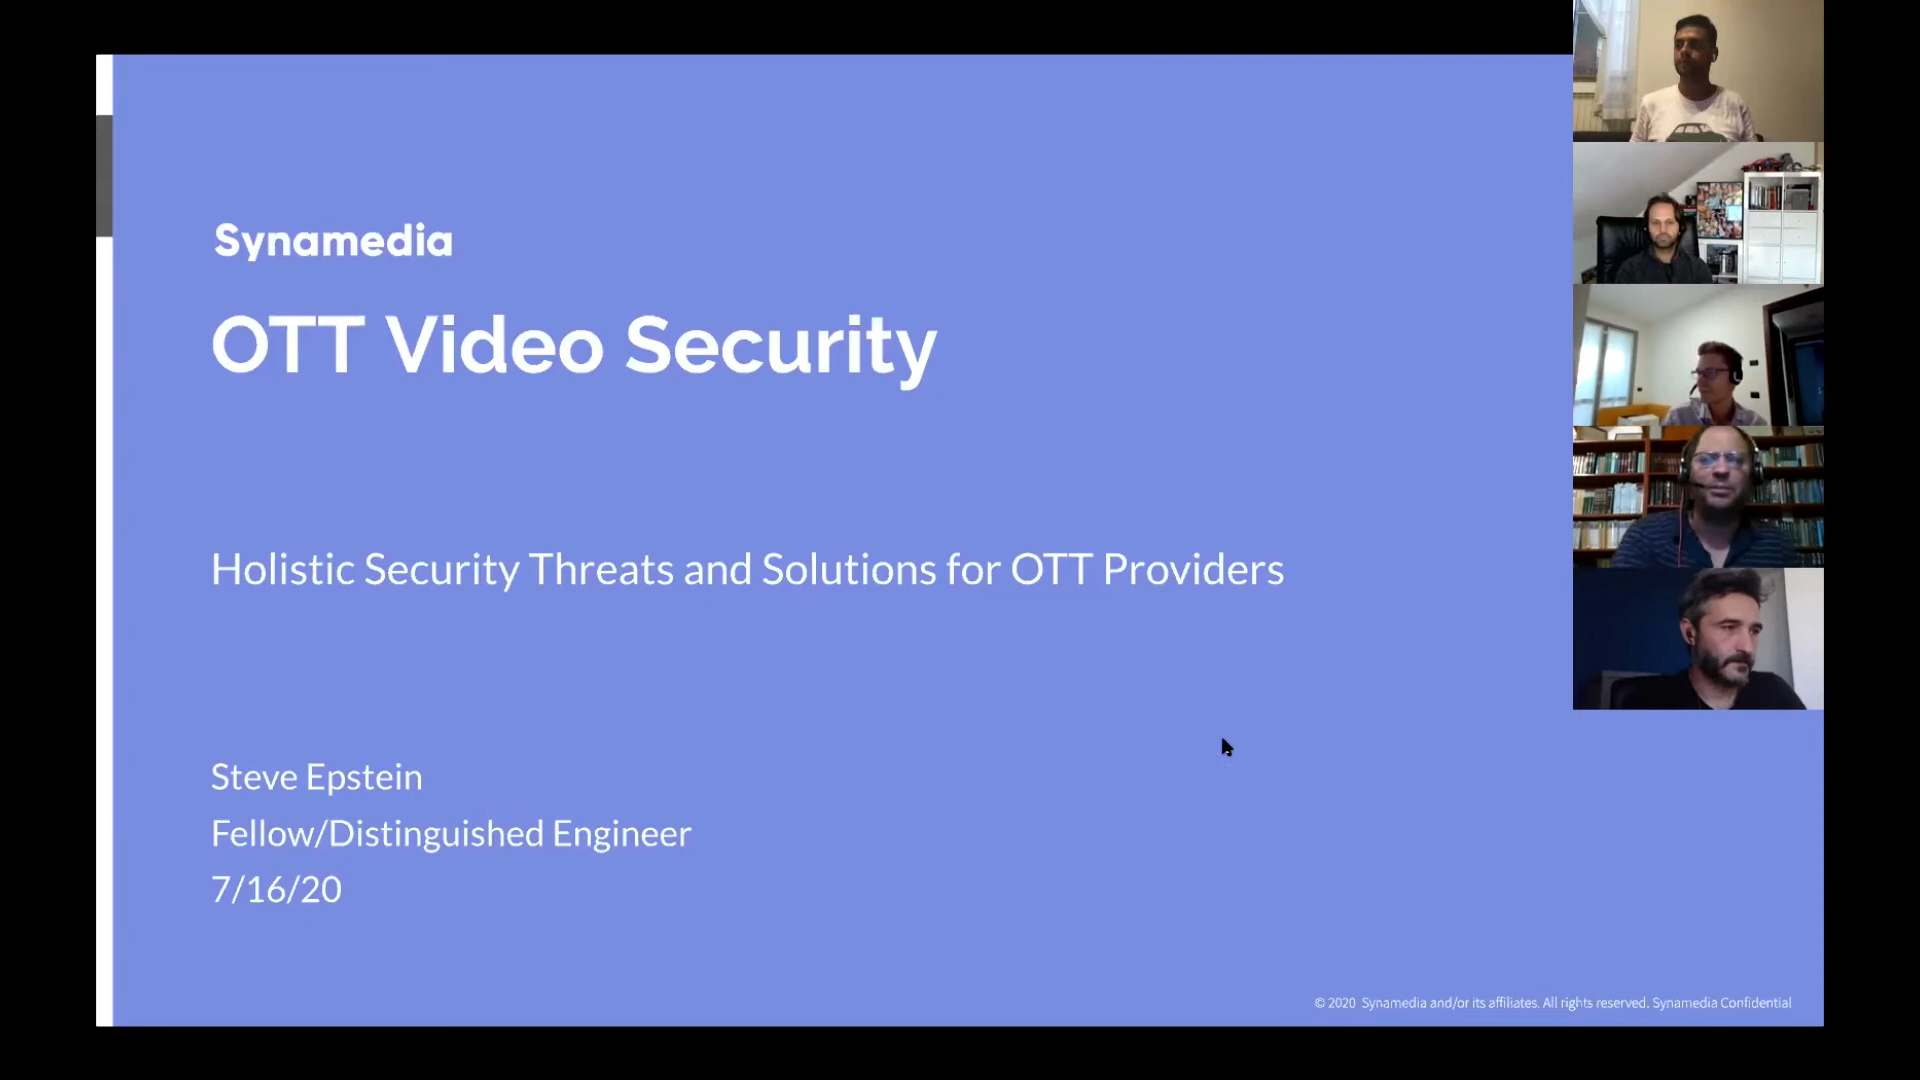 Synamedia
OTT Video Security
Holistic Security Threats and Solutions for OTT Providers
Steve Epstein
Fellow/Distinguished Engineer
7/16/20
© 2020 Synamedia and/or its affiliates. All rights reserved. Synamedia Confidential